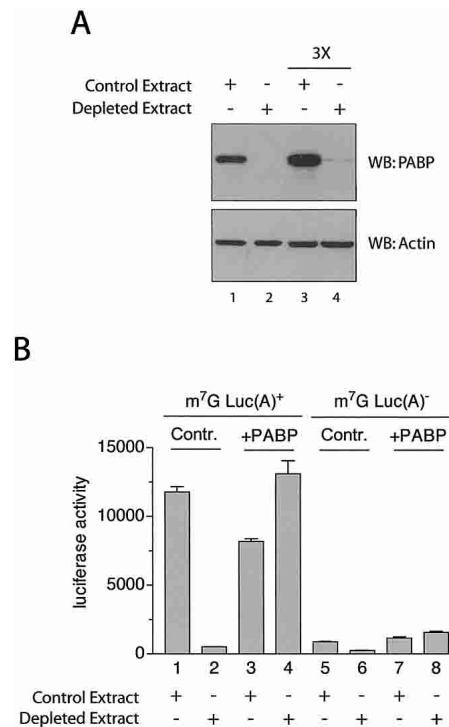 A
3X
Control Extract + - + -
Depleted Extract - + - +
WB: PABP
WB: Actin
1 2 3 4
B
m⁷G Luc(A)⁺ m⁷G Luc(A)⁻
Contr. +PABP Contr. +PABP
15000
10000
5000
0
luciferase activity
1 2 3 4 5 6 7 8
Control Extract + - + - + - + -
Depleted Extract - + - + - + - +